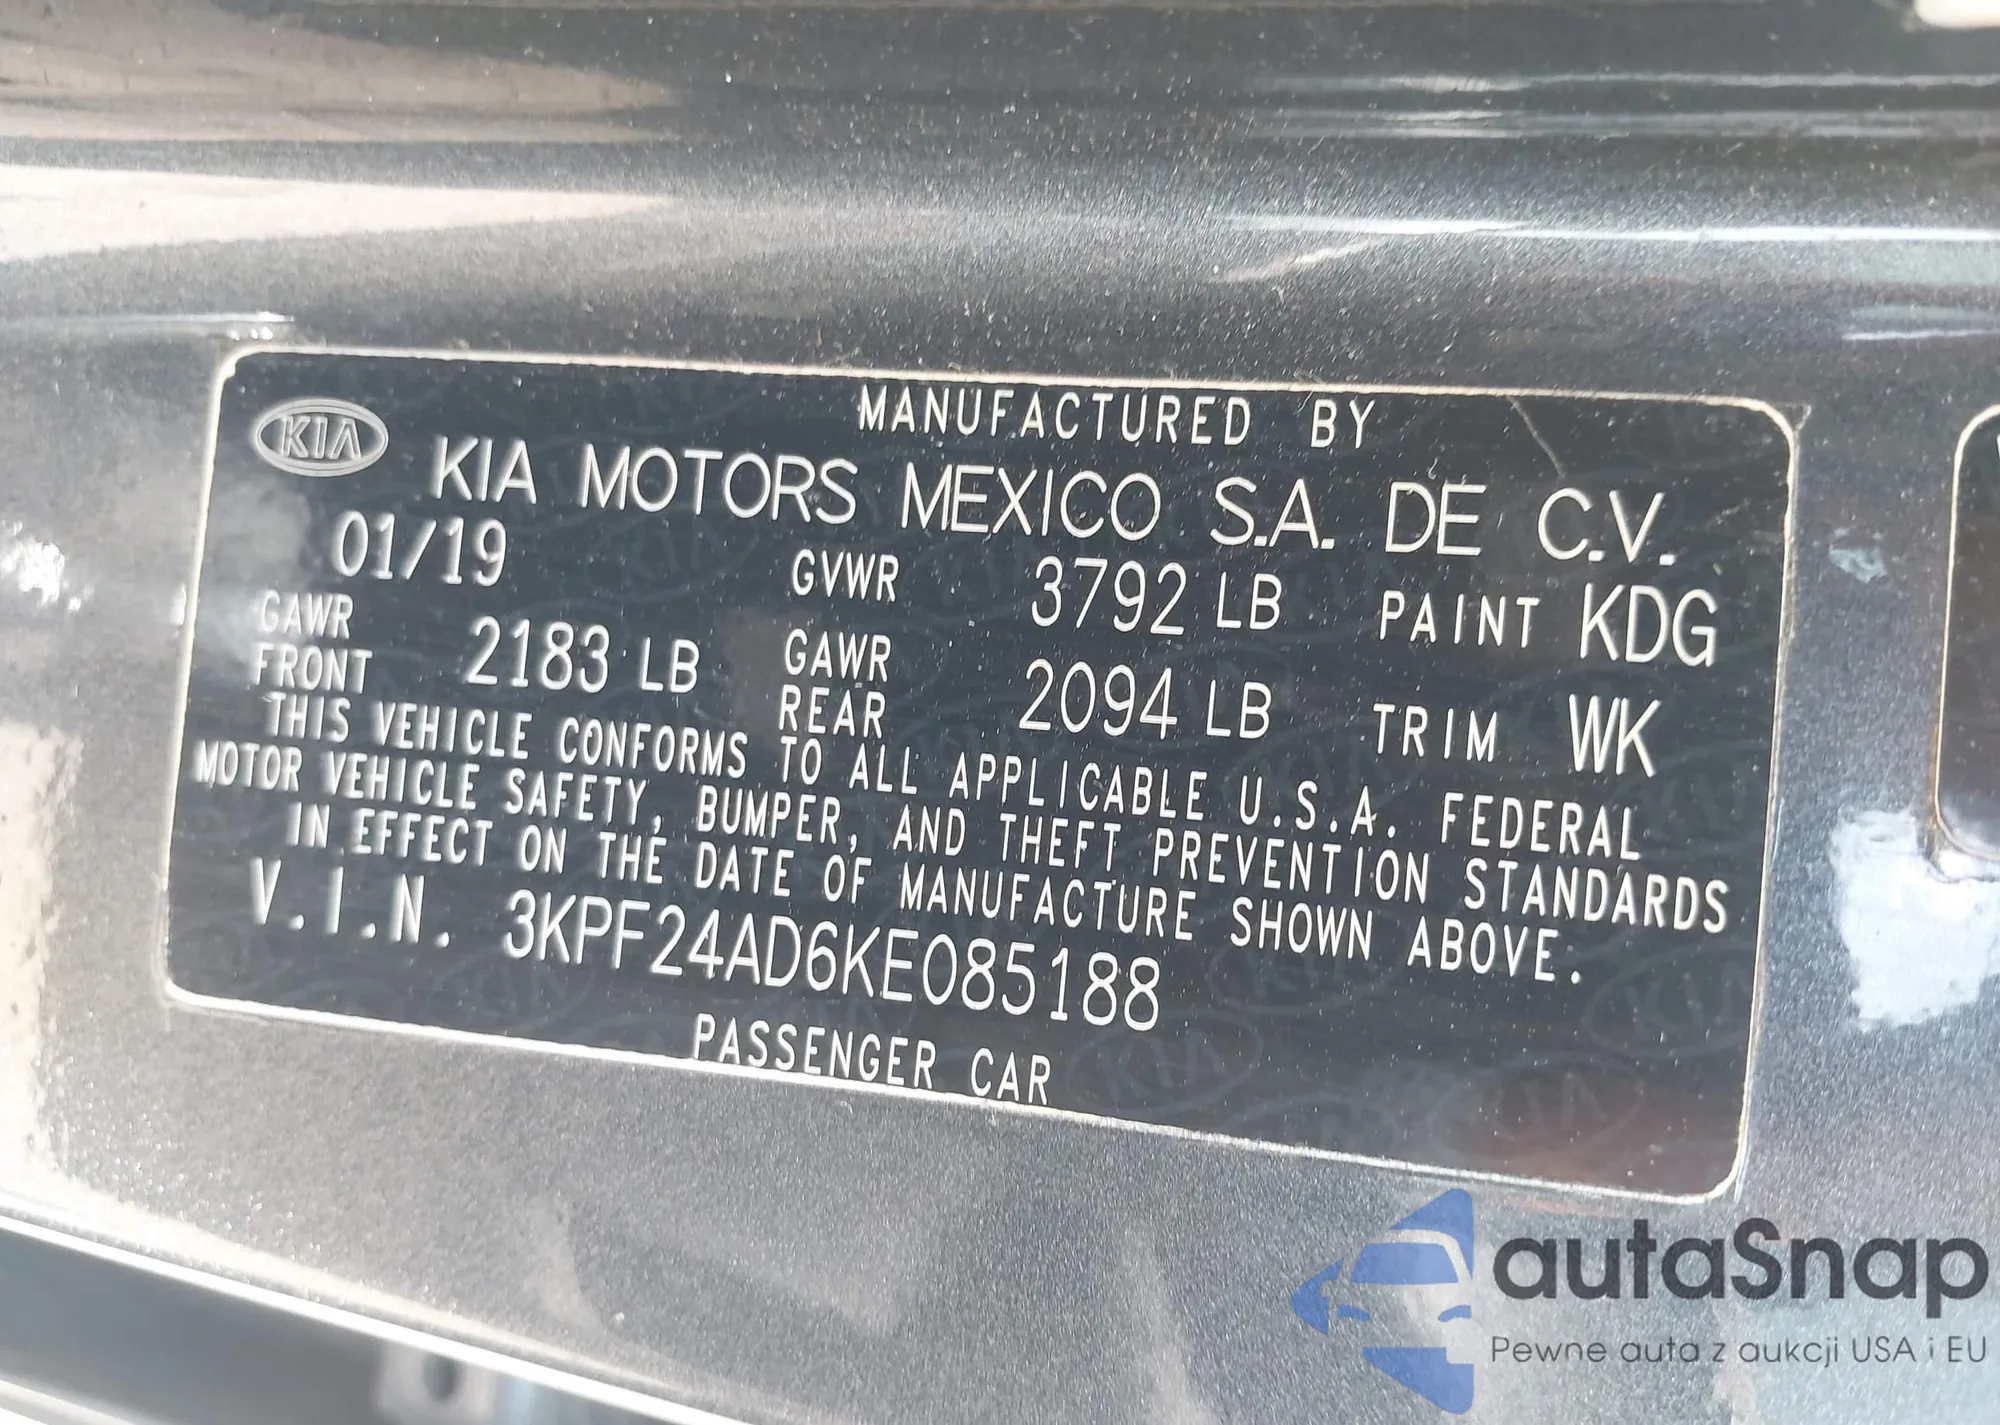 MANUFACTURED BY
KIA KIA MOTORS MEXICO S.A. DE C.V.
01/19 GVWR 3792 LB PAINT KDG
GAWR FRONT 2183 LB GAWR REAR 2094 LB TRIM WK
THIS VEHICLE CONFORMS TO ALL APPLICABLE U.S.A. FEDERAL
MOTOR VEHICLE SAFETY, BUMPER, AND THEFT PREVENTION STANDARDS
IN EFFECT ON THE DATE OF MANUFACTURE SHOWN ABOVE.
V.I.N. 3KPF24AD6KE085188
PASSENGER CAR
autaSnap
Pewne auta z aukcji USA i EU